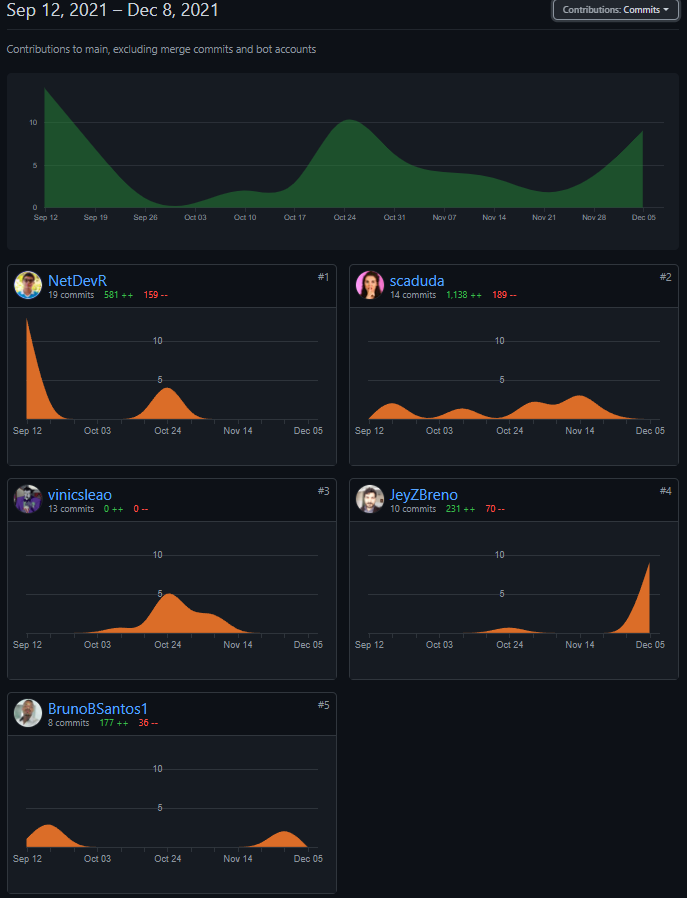 Sep 12, 2021 – Dec 8, 2021
Contributions: Commits
Contributions to main, excluding merge commits and bot accounts
10
5
0
Sep 12 Sep 19 Sep 26 Oct 03 Oct 10 Oct 17 Oct 24 Oct 31 Nov 07 Nov 14 Nov 21 Nov 28 Dec 05
NetDevR #1
19 commits 581 ++ 159 --
10
5
Sep 12 Oct 03 Oct 24 Nov 14 Dec 05
scaduda #2
14 commits 1,138 ++ 189 --
10
5
Sep 12 Oct 03 Oct 24 Nov 14 Dec 05
vinicsleao #3
13 commits 0 ++ 0 --
10
5
Sep 12 Oct 03 Oct 24 Nov 14 Dec 05
JeyZBreno #4
10 commits 231 ++ 70 --
10
5
Sep 12 Oct 03 Oct 24 Nov 14 Dec 05
BrunoBSantos1 #5
8 commits 177 ++ 36 --
10
5
Sep 12 Oct 03 Oct 24 Nov 14 Dec 05